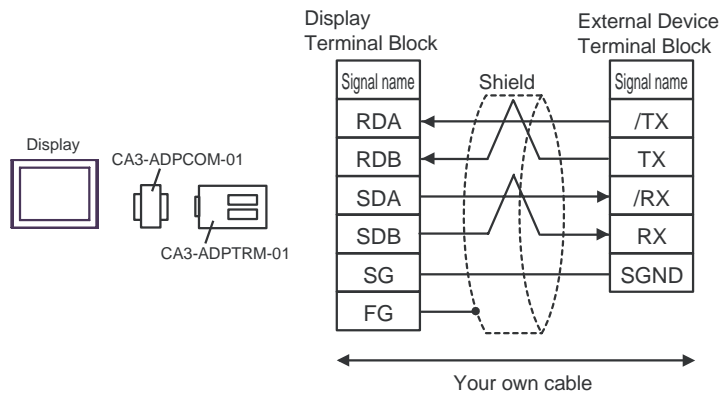 Display
Terminal Block
External Device
Terminal Block
Signal name
Shield
Signal name
RDA
/TX
RDB
TX
SDA
/RX
SDB
RX
SG
SGND
FG
Display
CA3-ADPCOM-01
CA3-ADPTRM-01
Your own cable